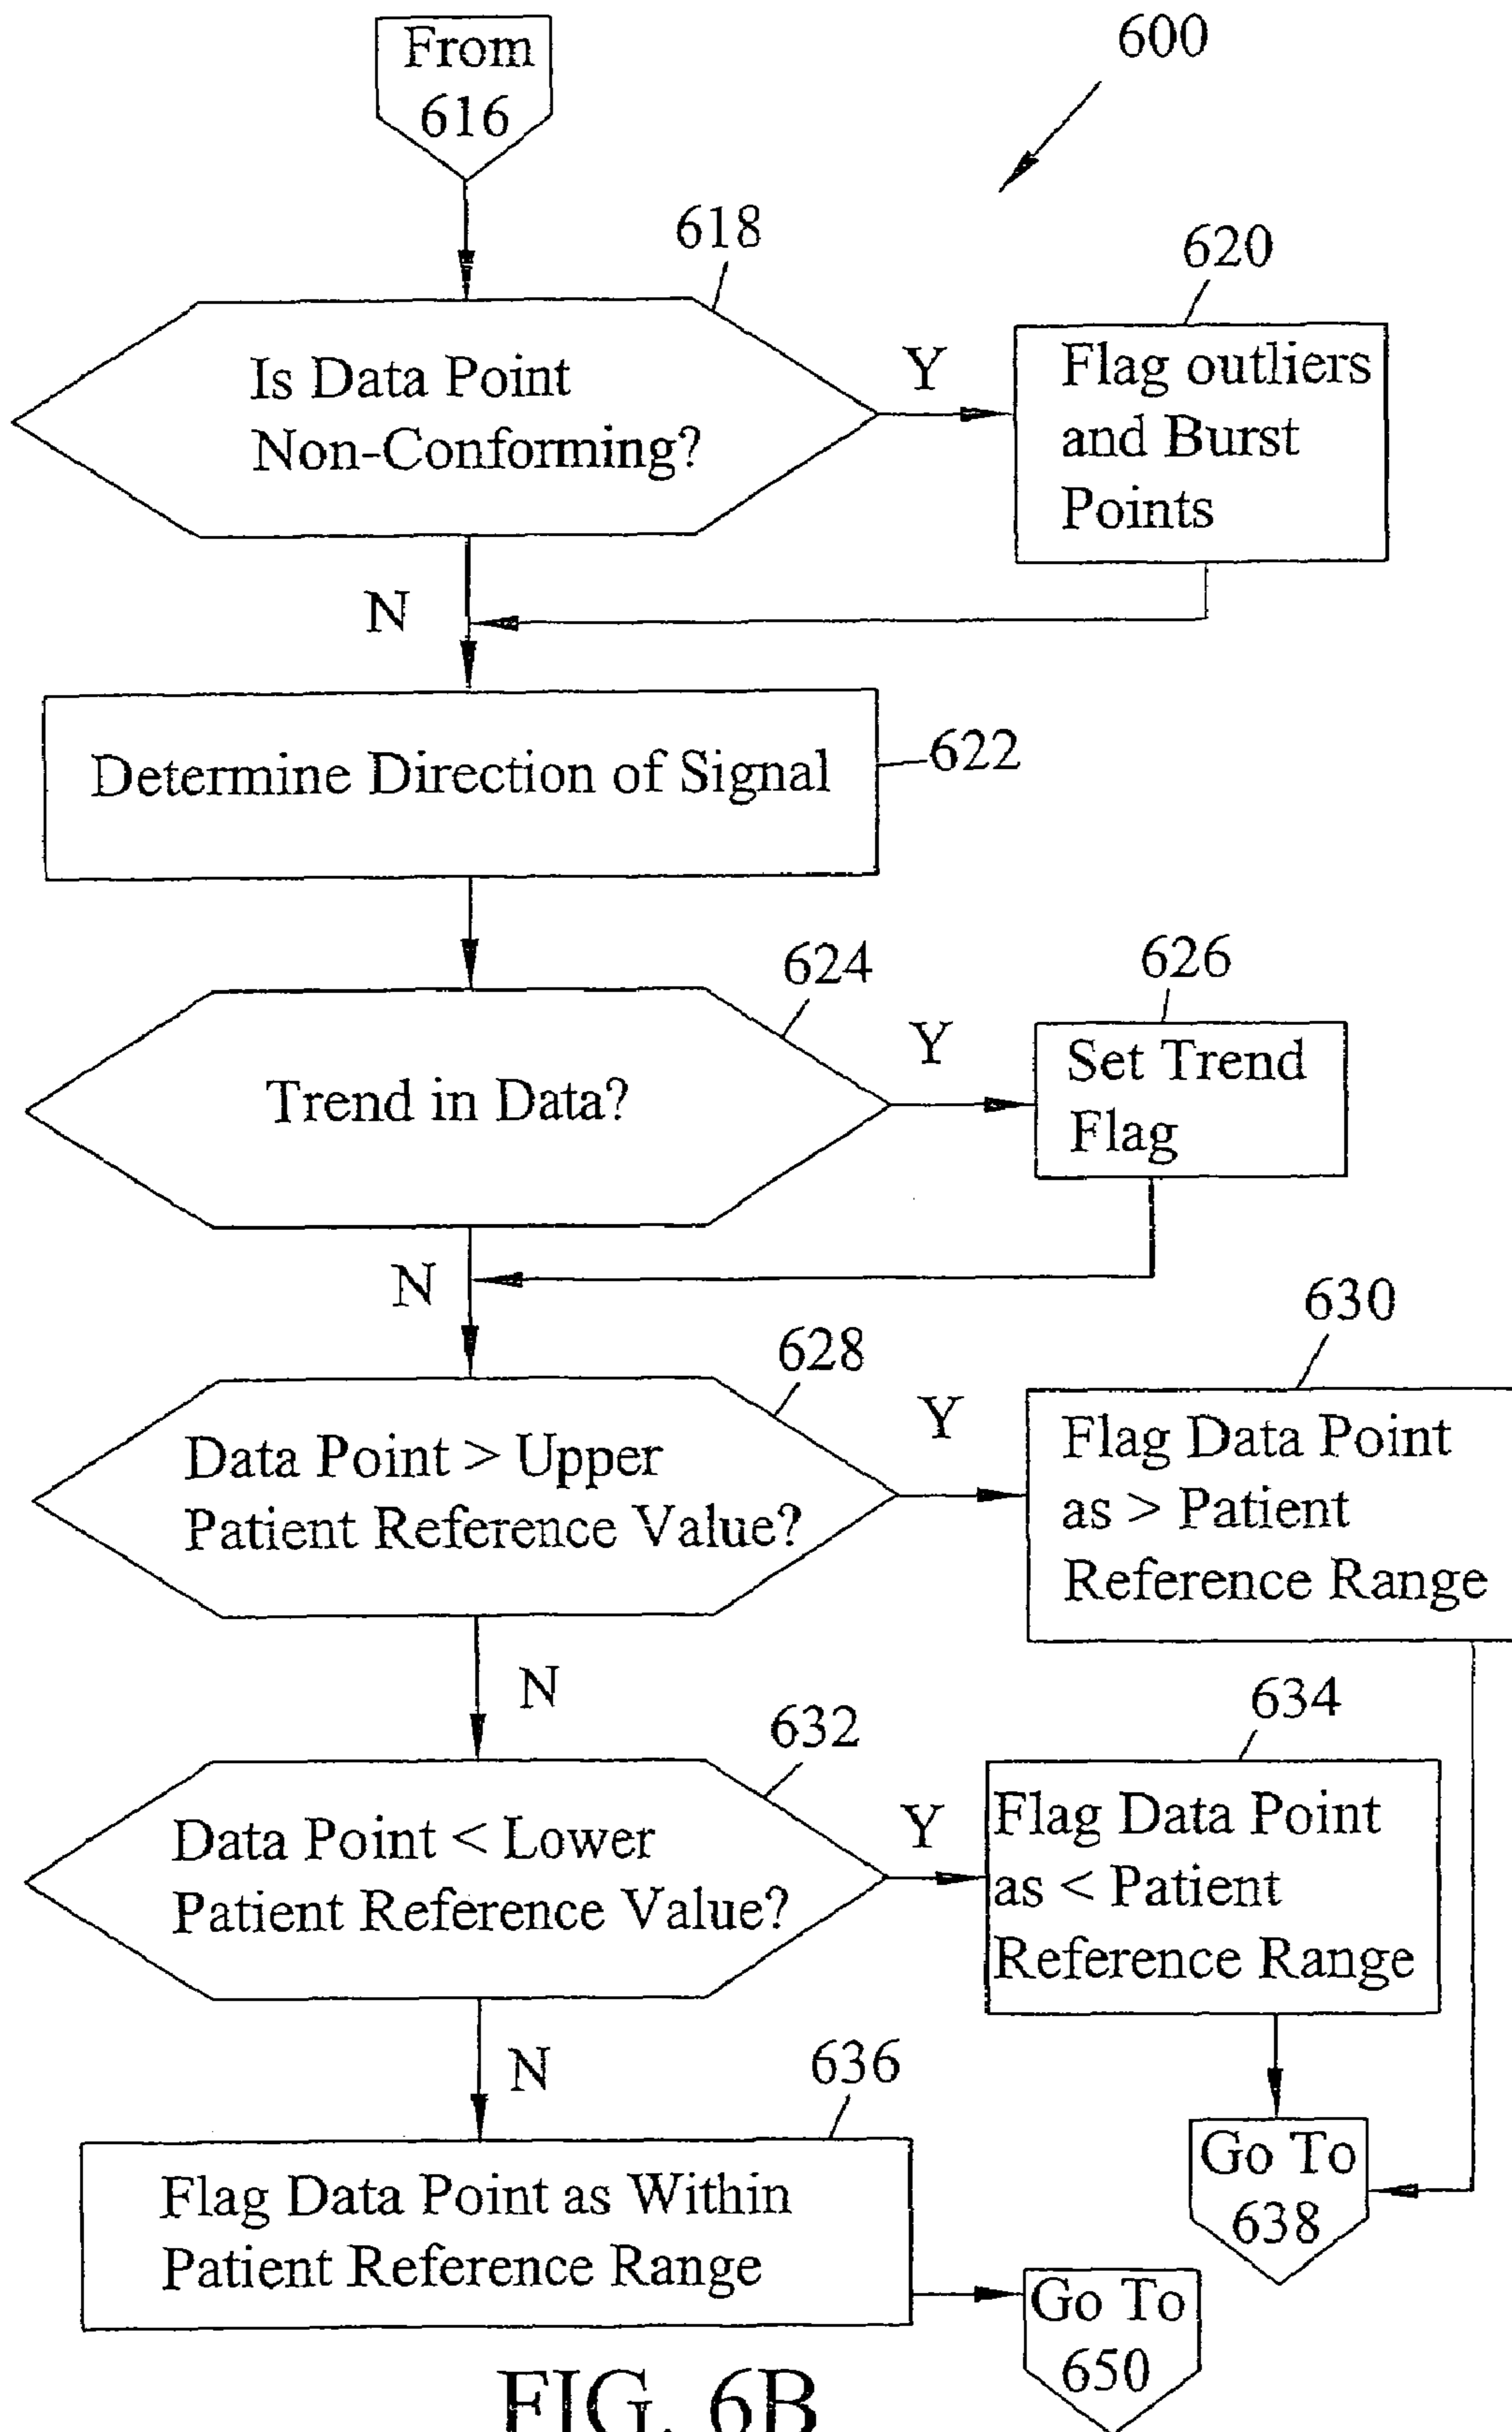 From
616
600
618
Is Data Point
Non-Conforming?
Y
620
Flag outliers
and Burst
Points
N
Determine Direction of Signal
622
624
Trend in Data?
Y
626
Set Trend
Flag
N
628
Data Point > Upper
Patient Reference Value?
Y
630
Flag Data Point
as > Patient
Reference Range
N
632
Data Point < Lower
Patient Reference Value?
Y
634
Flag Data Point
as < Patient
Reference Range
N
636
Flag Data Point as Within
Patient Reference Range
Go To
638
Go To
650
FIG. 6B